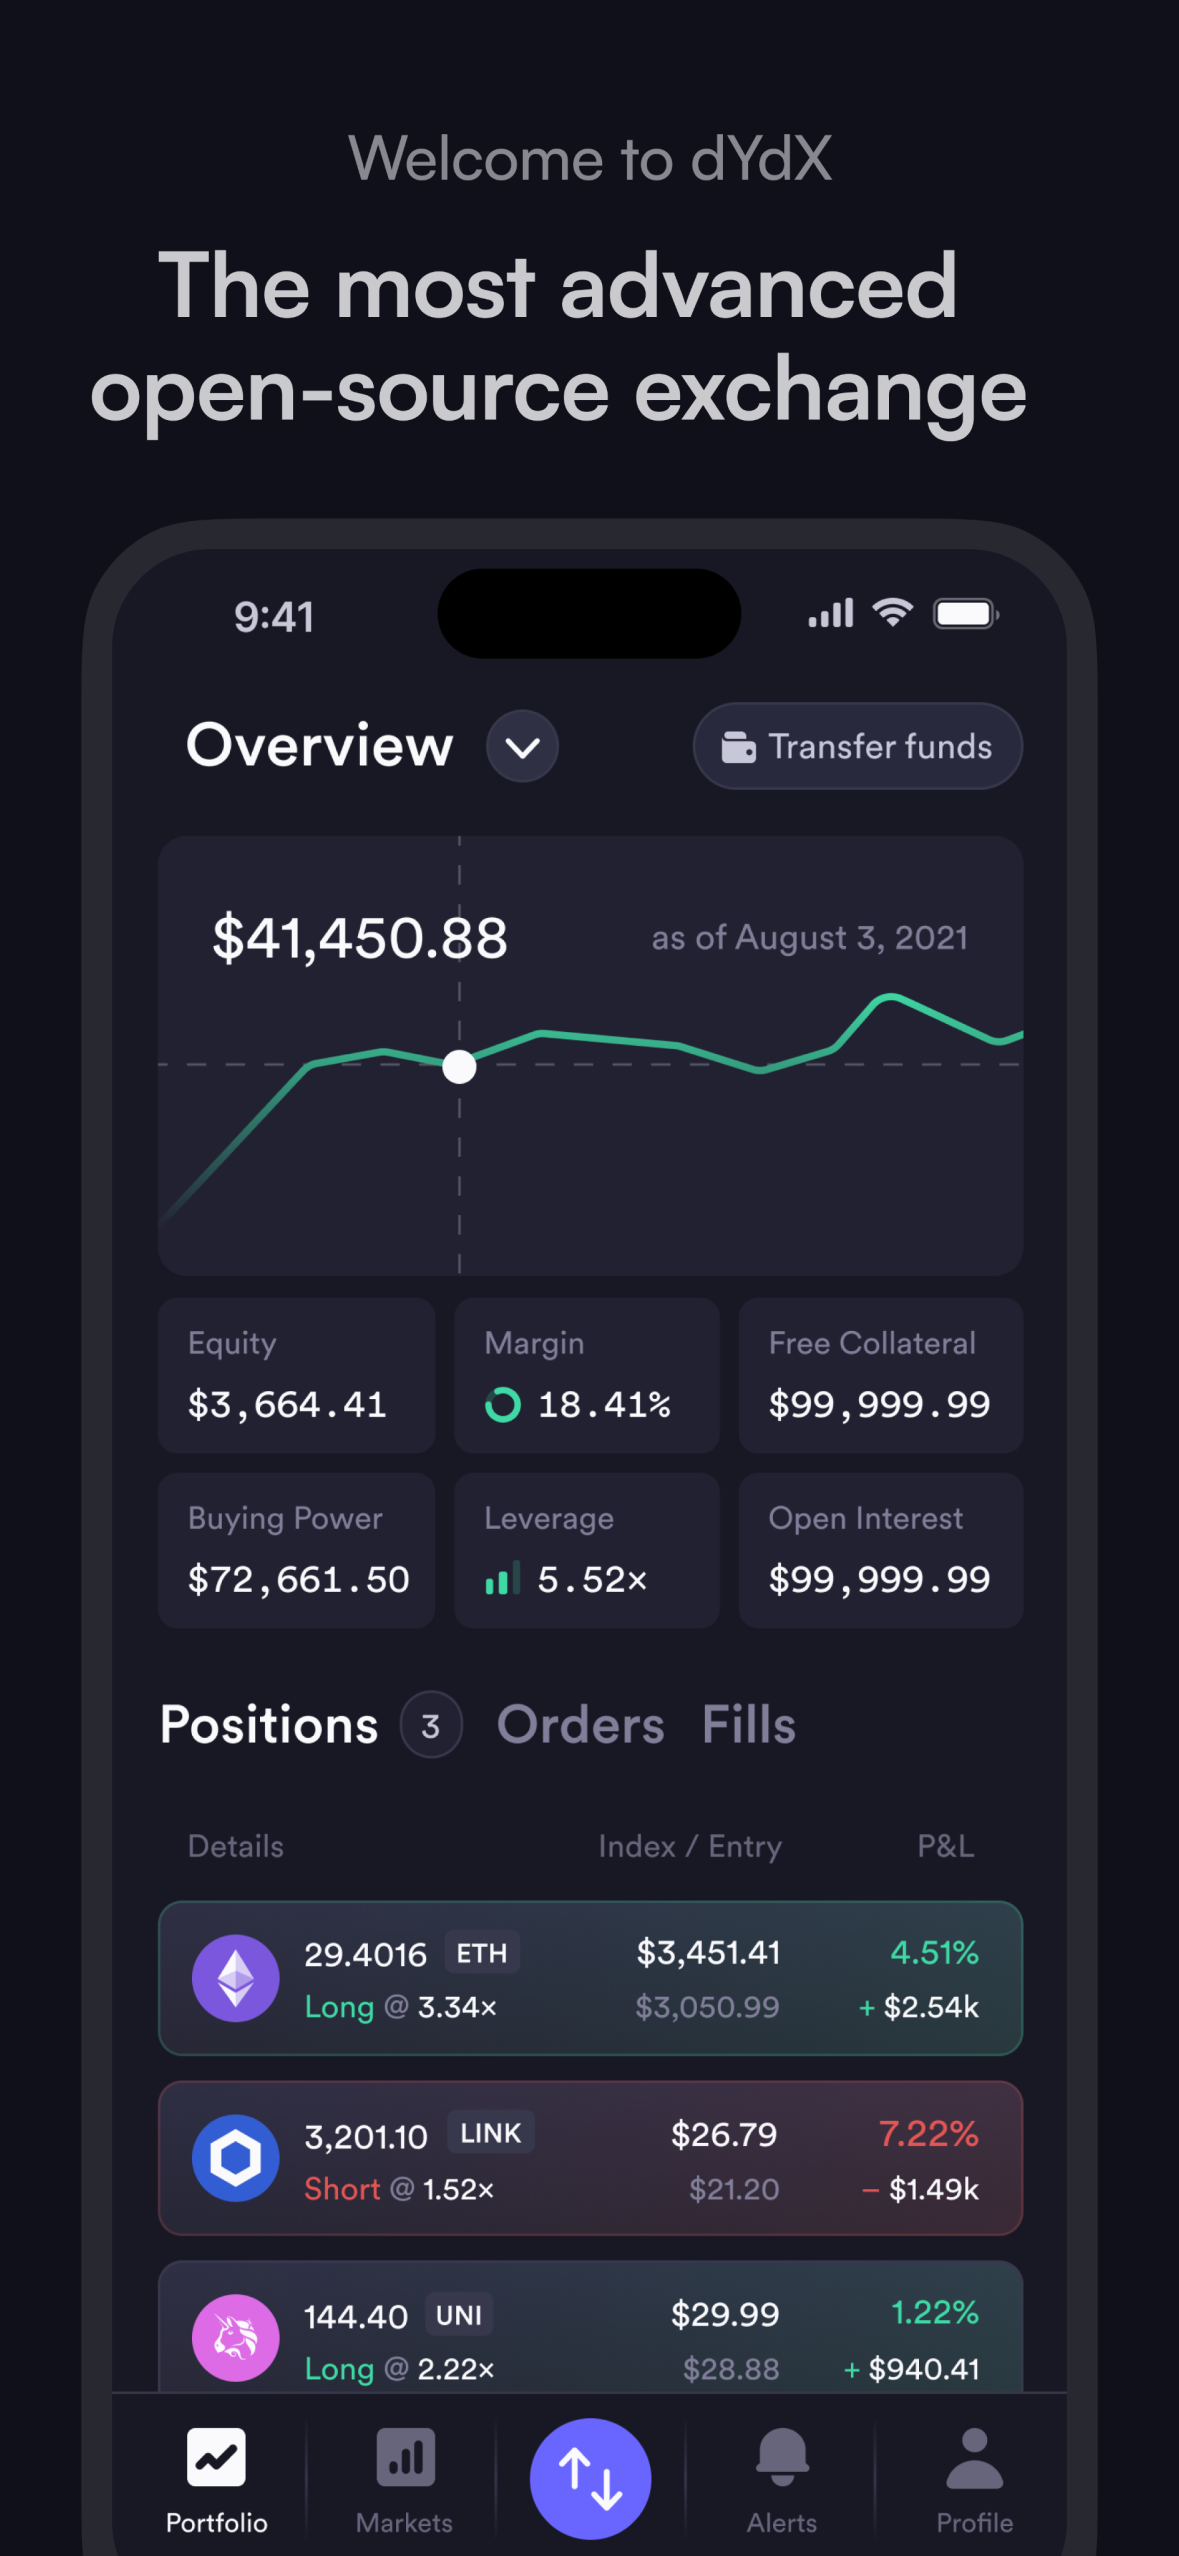 Welcome to dYdX
The most advanced
open-source exchange
9:41
Overview
Transfer funds
$41,450.88
as of August 3, 2021
Equity
Margin
Free Collateral
$3,664.41
18.41%
$99,999.99
Buying Power
Leverage
Open Interest
$72,661.50
5.52×
$99,999.99
Positions 3 Orders Fills
Details Index / Entry P&L
29.4016 ETH $3,451.41 4.51%
Long @ 3.34× $3,050.99 + $2.54k
3,201.10 LINK $26.79 7.22%
Short @ 1.52× $21.20 – $1.49k
144.40 UNI $29.99 1.22%
Long @ 2.22× $28.88 + $940.41
Portfolio Markets Alerts Profile